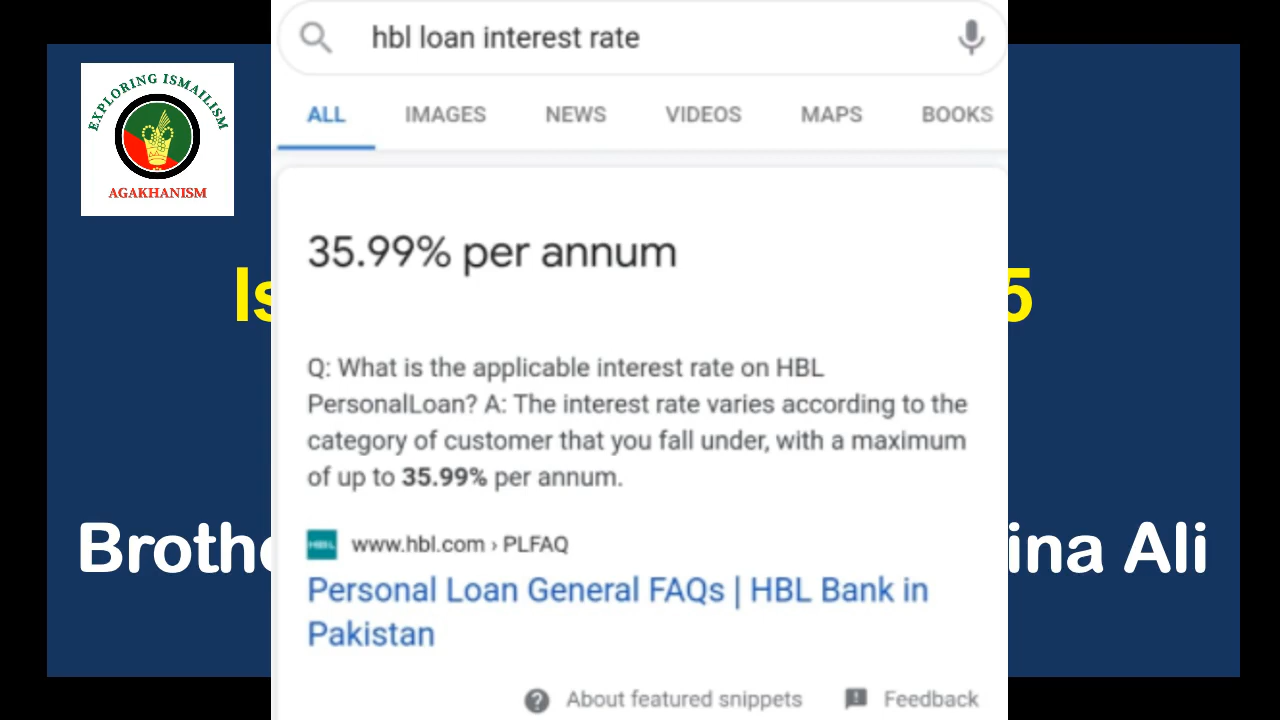 hbl loan interest rate
ALL IMAGES NEWS VIDEOS MAPS BOOKS
EXPLORING ISMAILISM
AGAKHANISM
35.99% per annum
Q: What is the applicable interest rate on HBL
PersonalLoan? A: The interest rate varies according to the
category of customer that you fall under, with a maximum
of up to 35.99% per annum.
HBL
www.hbl.com › PLFAQ
Personal Loan General FAQs | HBL Bank in
Pakistan
About featured snippets Feedback
Is 5
Brothe ina Ali